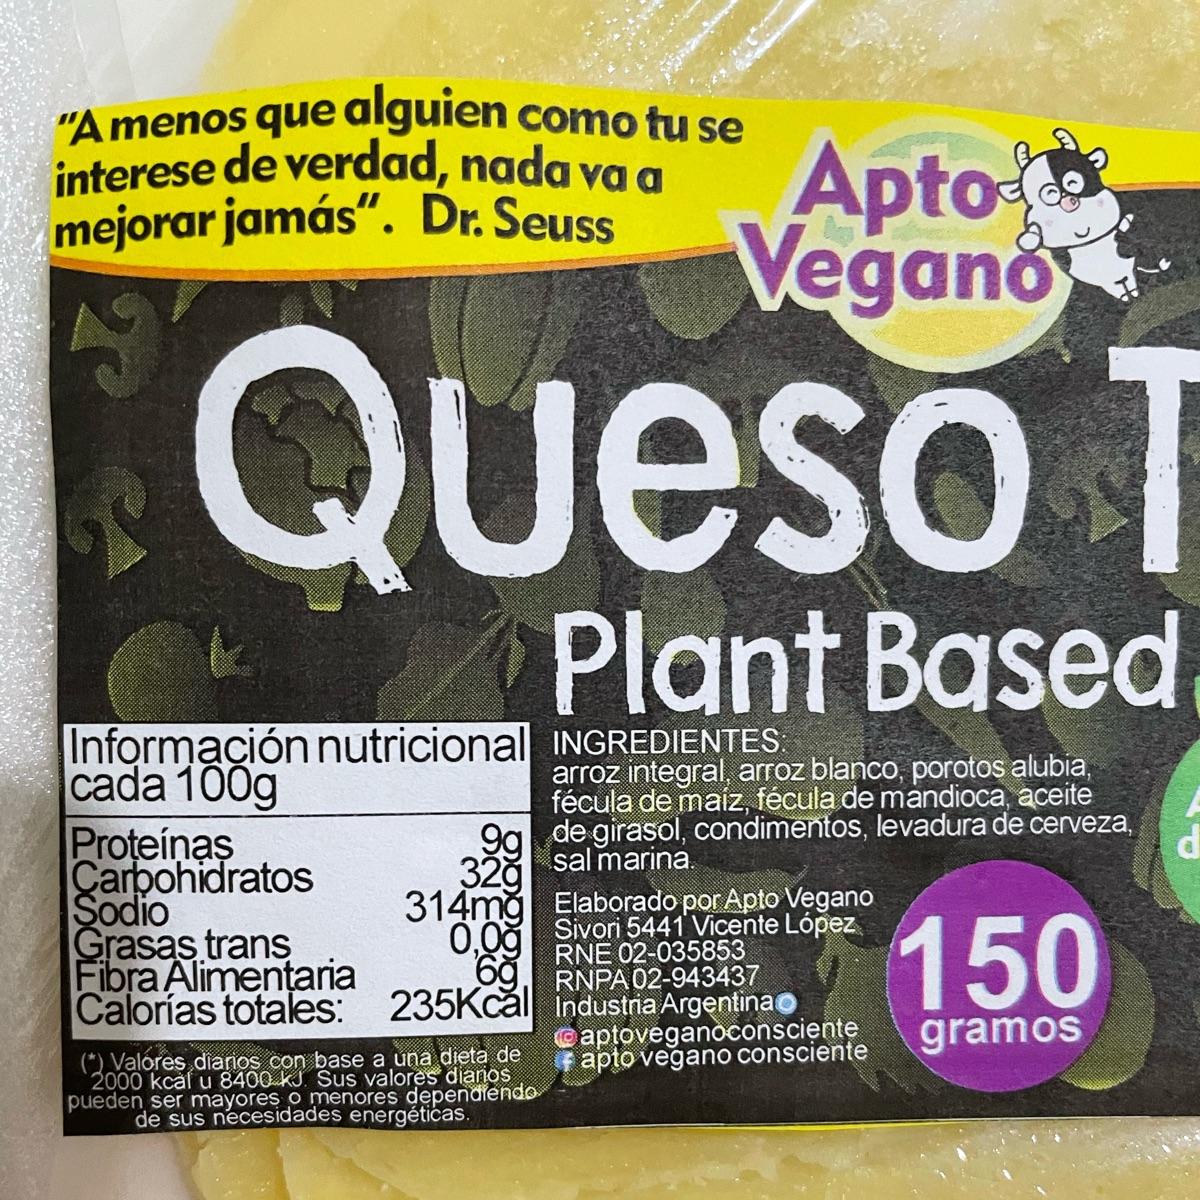 "A menos que alguien como tu se
interese de verdad, nada va a
mejorar jamás". Dr. Seuss
Apto
Vegano
Queso T
Plant Based
Información nutricional
cada 100g
Proteínas 9g
Carbohidratos 32g
Sodio 314mg
Grasas trans 0,0g
Fibra Alimentaria 6g
Calorías totales: 235Kcal
(*) Valores diarios con base a una dieta de
2000 kcal u 8400 kJ. Sus valores diarios
pueden ser mayores o menores dependiendo
de sus necesidades energéticas.
INGREDIENTES:
arroz integral, arroz blanco, porotos alubia,
fécula de maíz, fécula de mandioca, aceite
de girasol, condimentos, levadura de cerveza,
sal marina.
Elaborado por Apto Vegano
Sivori 5441 Vicente López
RNE 02-035853
RNPA 02-943437
Industria Argentina
aptoveganoconsciente
apto vegano consciente
150
gramos